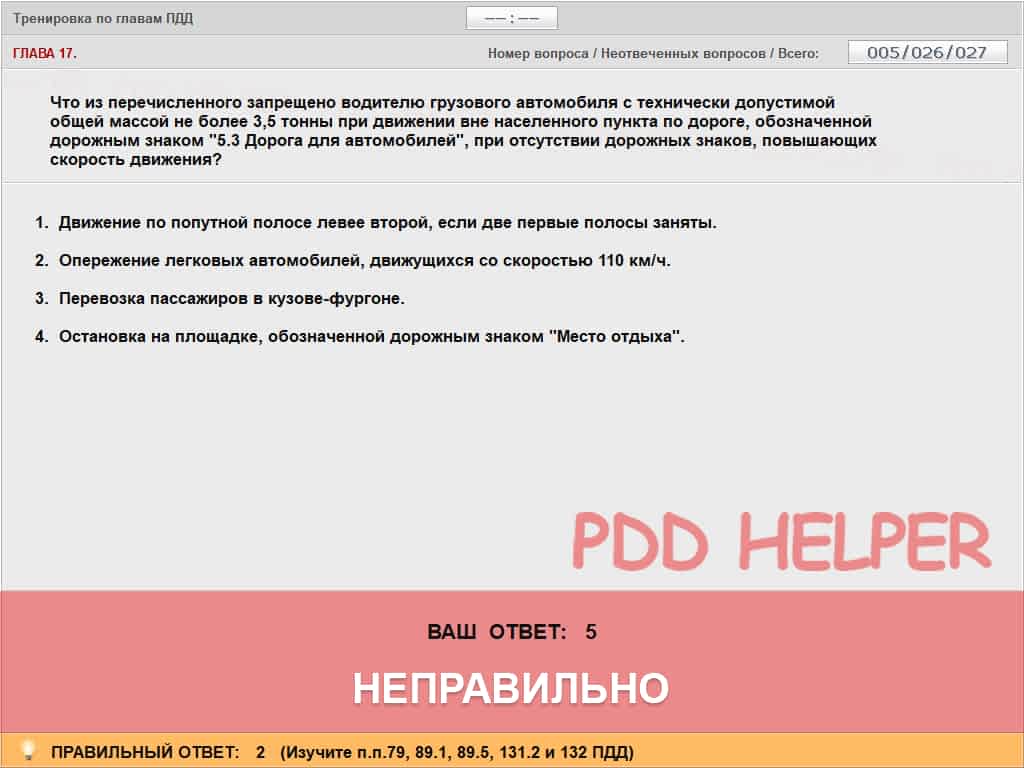 Тренировка по главам ПДД
—— : ——
ГЛАВА 17.
Номер вопроса / Неотвеченных вопросов / Всего:
005/026/027
Что из перечисленного запрещено водителю грузового автомобиля с технически допустимой
общей массой не более 3,5 тонны при движении вне населенного пункта по дороге, обозначенной
дорожным знаком "5.3 Дорога для автомобилей", при отсутствии дорожных знаков, повышающих
скорость движения?
1. Движение по попутной полосе левее второй, если две первые полосы заняты.
2. Опережение легковых автомобилей, движущихся со скоростью 110 км/ч.
3. Перевозка пассажиров в кузове-фургоне.
4. Остановка на площадке, обозначенной дорожным знаком "Место отдыха".
PDD HELPER
ВАШ ОТВЕТ: 5
НЕПРАВИЛЬНО
ПРАВИЛЬНЫЙ ОТВЕТ: 2 (Изучите п.п.79, 89.1, 89.5, 131.2 и 132 ПДД)